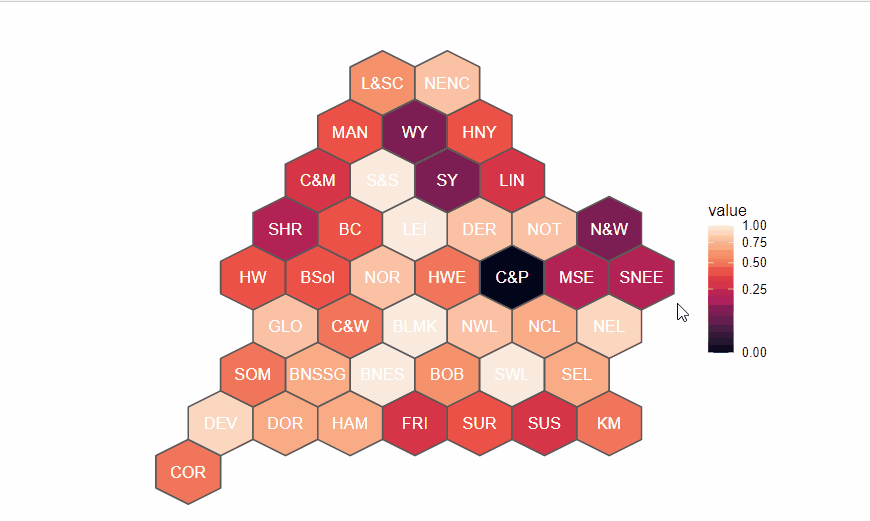 L&SC NENC
MAN WY HNY
C&M S&S SY LIN
SHR BC LEI DER NOT N&W
HW BSol NOR HWE C&P MSE SNEE
GLO C&W BLMK NWL NCL NEL
SOM BNSSG BNES BOB SWL SEL
DEV DOR HAM FRI SUR SUS KM
COR
value
1.00
0.75
0.50
0.25
0.00